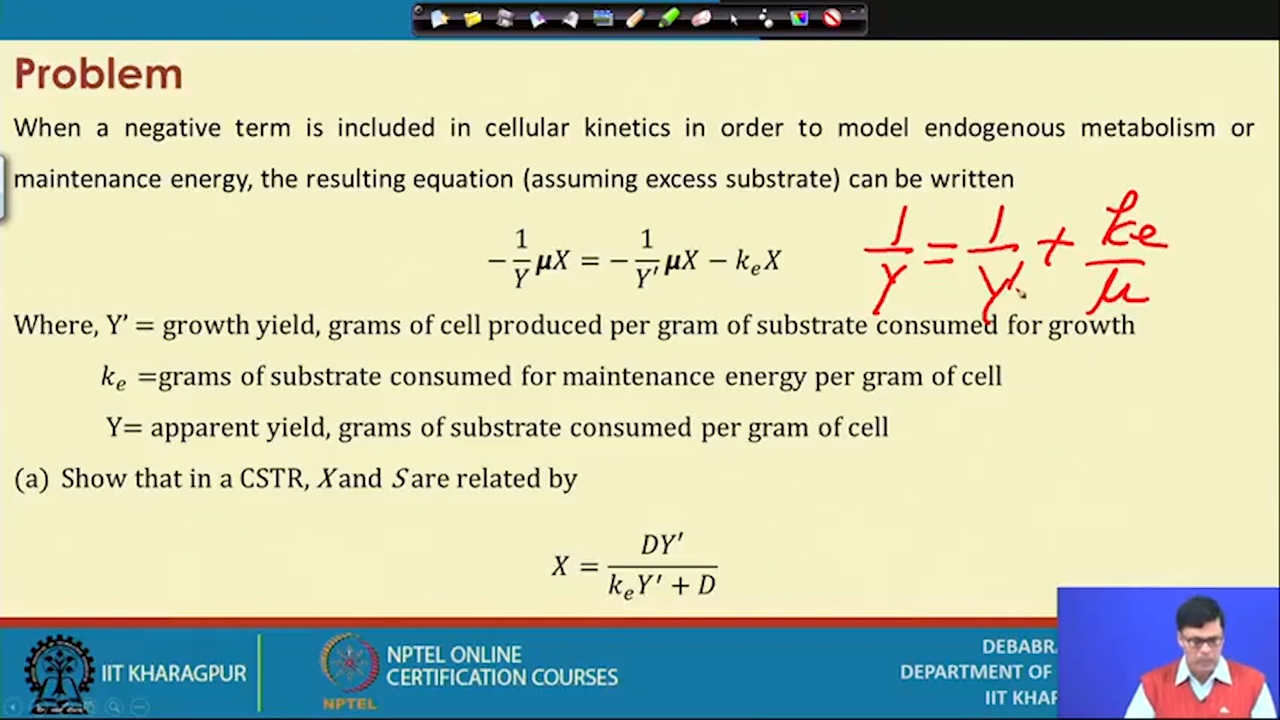 Problem
When a negative term is included in cellular kinetics in order to model endogenous metabolism or
maintenance energy, the resulting equation (assuming excess substrate) can be written
−1/Y μX = −1/Y′ μX − kₑX
1/Y = 1/Y' + ke/μ
Where, Y’ = growth yield, grams of cell produced per gram of substrate consumed for growth
kₑ =grams of substrate consumed for maintenance energy per gram of cell
Y= apparent yield, grams of substrate consumed per gram of cell
(a) Show that in a CSTR, X and S are related by
X = DY′ / kₑY′ + D
IIT KHARAGPUR
NPTEL
NPTEL ONLINE
CERTIFICATION COURSES
DEBABRA
DEPARTMENT OF
IIT KHAR